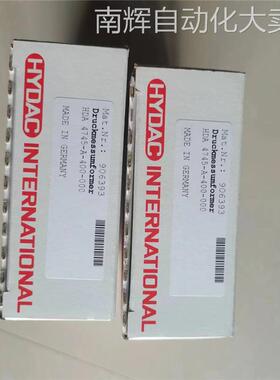 南辉自动化大卖
HYDAC INTERNATIONAL
Mat.Nr.: 906393
Druckmessumformer
HDA 4745-A-400-000
MADE IN GERMANY
HYDAC INTERNATIONAL
Mat.Nr.: 906393
Druckmessumformer
HDA 4745-A-400-000
MADE IN GERMANY